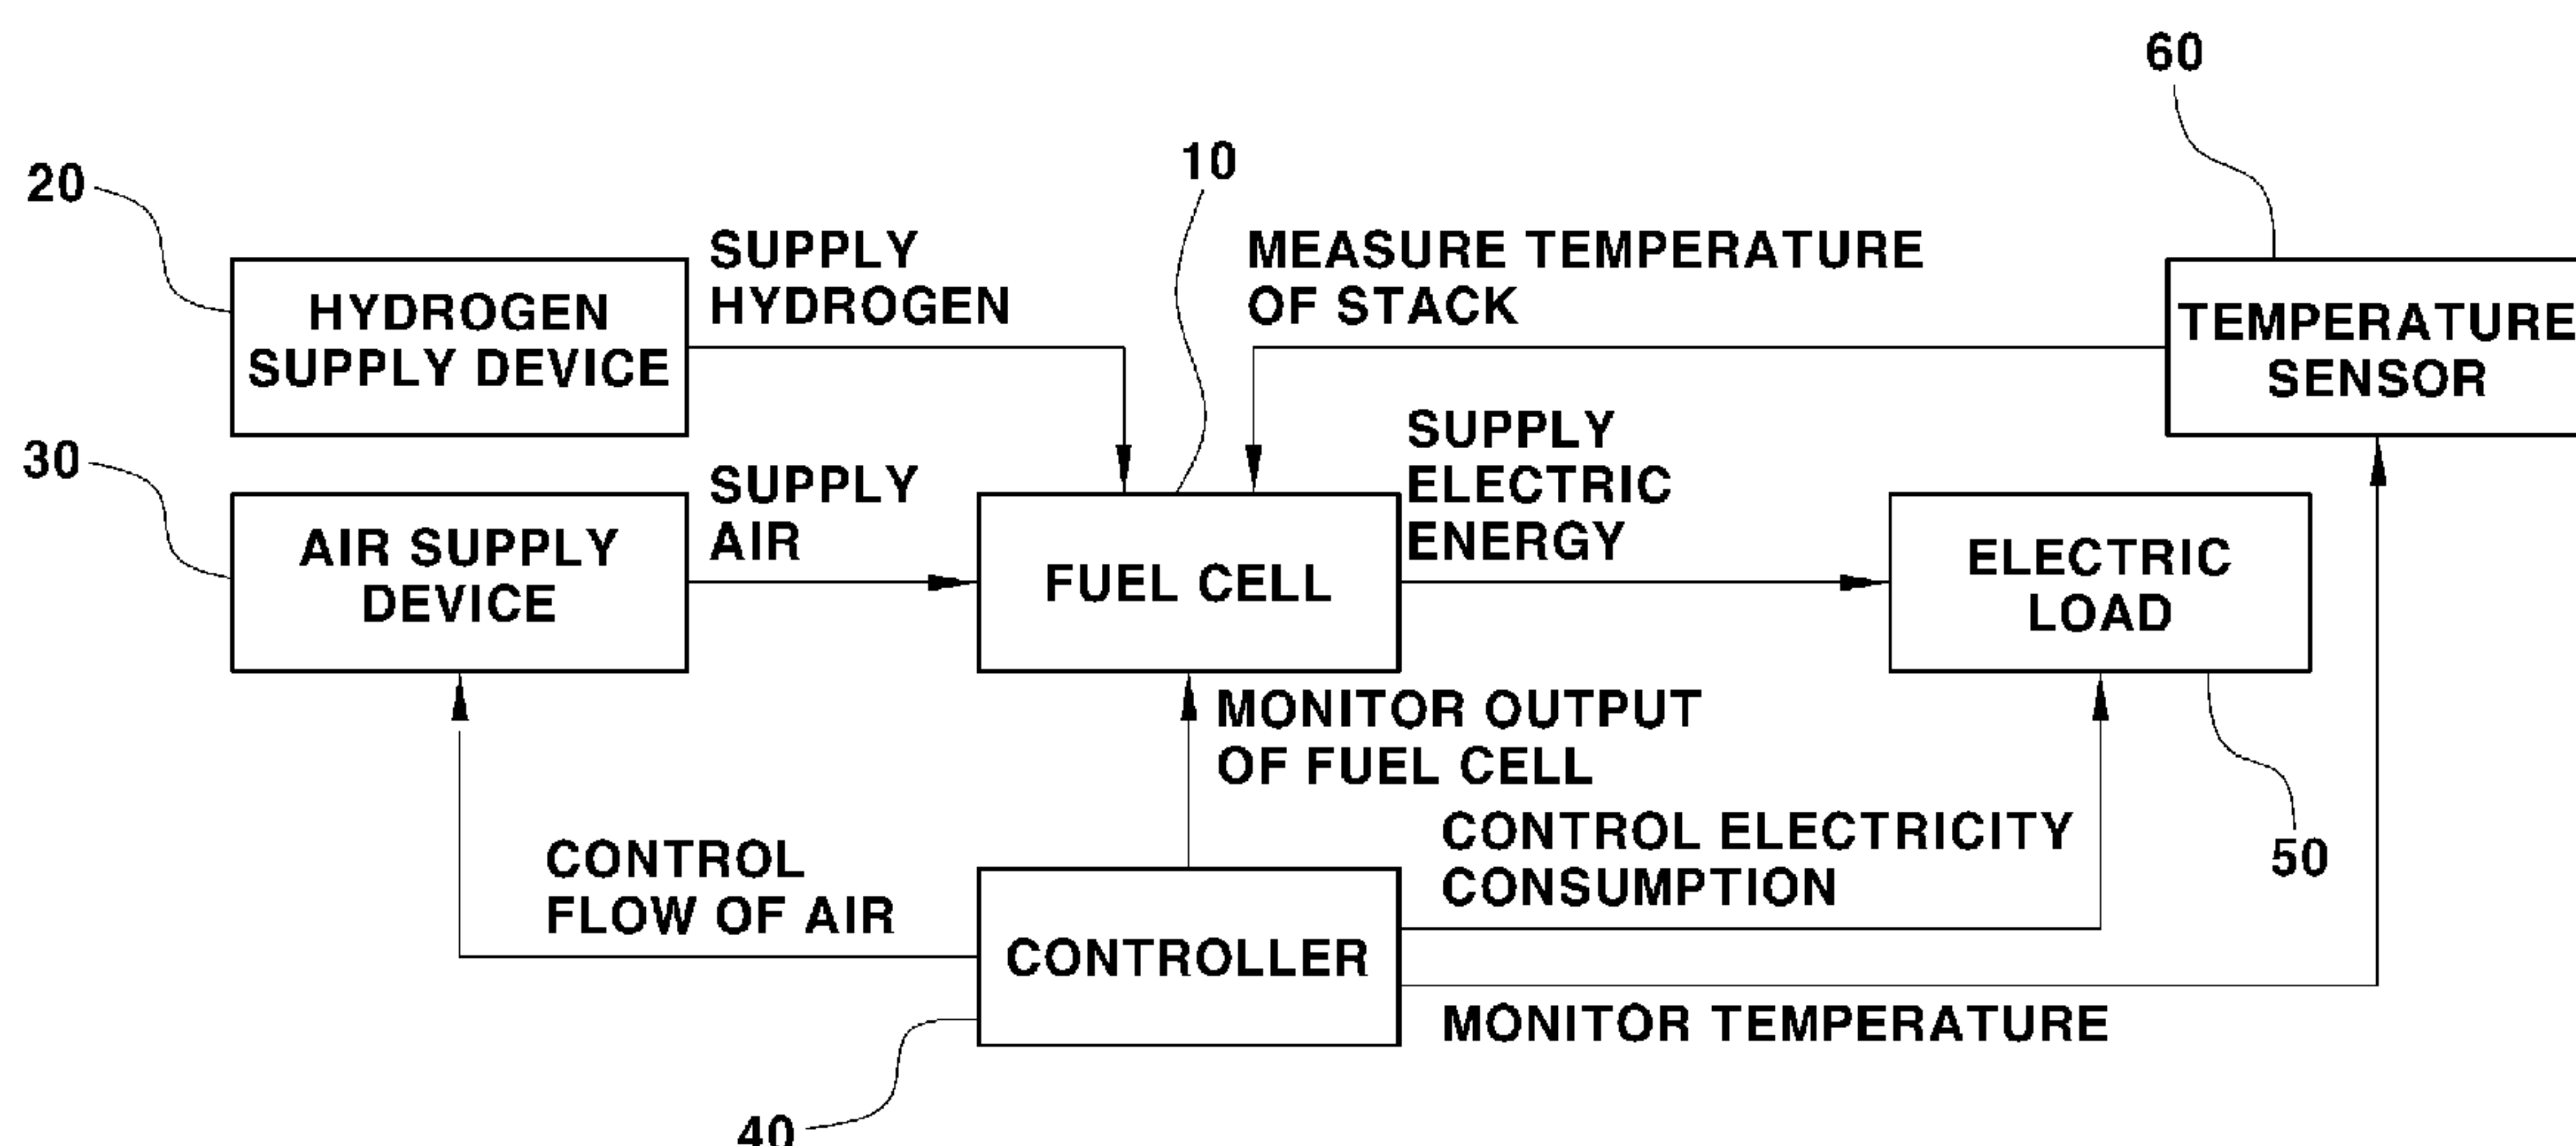 60
10
20
SUPPLY
HYDROGEN
MEASURE TEMPERATURE
OF STACK
HYDROGEN
SUPPLY DEVICE
TEMPERATURE
SENSOR
30
SUPPLY
AIR
SUPPLY
ELECTRIC
ENERGY
AIR SUPPLY
DEVICE
FUEL CELL
ELECTRIC
LOAD
MONITOR OUTPUT
OF FUEL CELL
CONTROL
FLOW OF AIR
CONTROL ELECTRICITY
CONSUMPTION
50
CONTROLLER
MONITOR TEMPERATURE
40